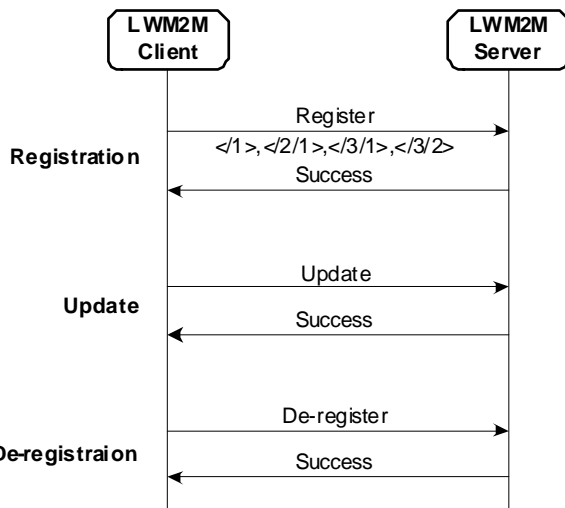 LWM2M
Client
LWM2M
Server
Register
Registration
</1>,</2/1>,</3/1>,</3/2>
Success
Update
Update
Success
De-register
De-registraion
Success